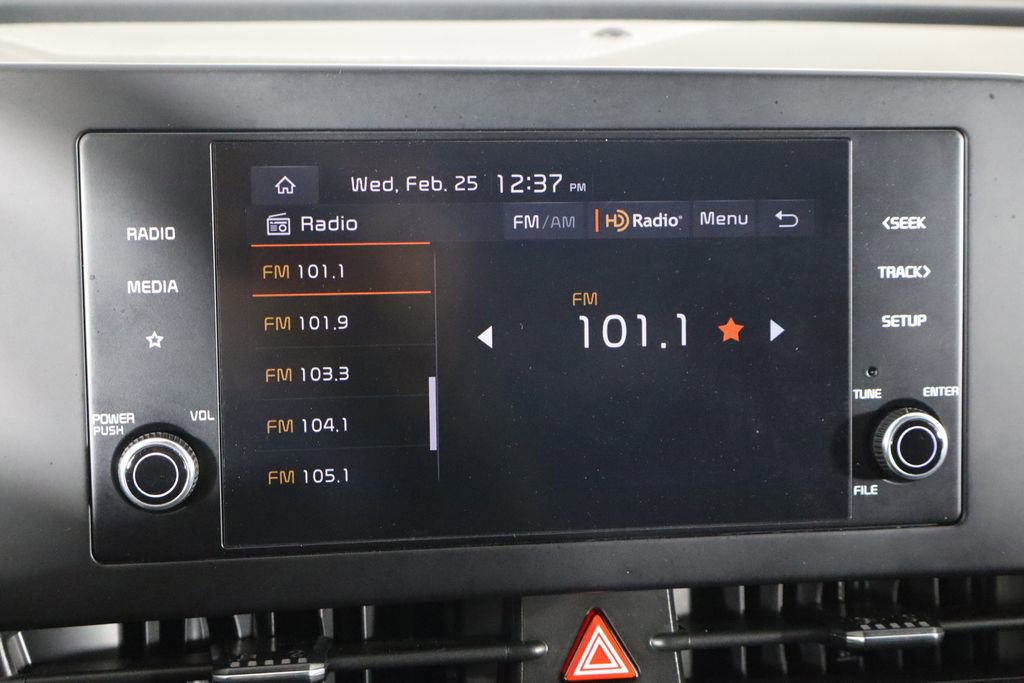 Wed, Feb. 25 12:37 PM
Radio FM/AM HD Radio® Menu
RADIO
MEDIA
POWER
PUSH
VOL
FM 101.1
FM 101.9
FM 103.3
FM 104.1
FM 105.1
FM
101.1
<SEEK
TRACK>
SETUP
TUNE
ENTER
FILE